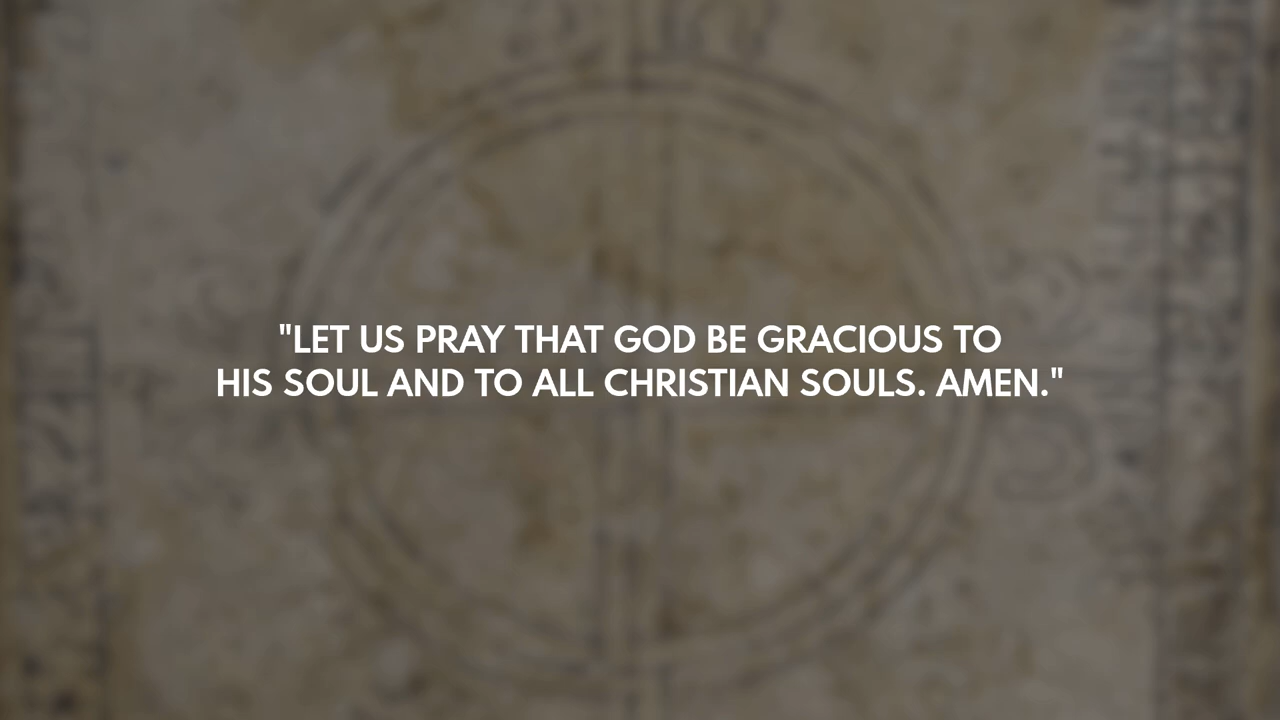 "LET US PRAY THAT GOD BE GRACIOUS TO
HIS SOUL AND TO ALL CHRISTIAN SOULS. AMEN."